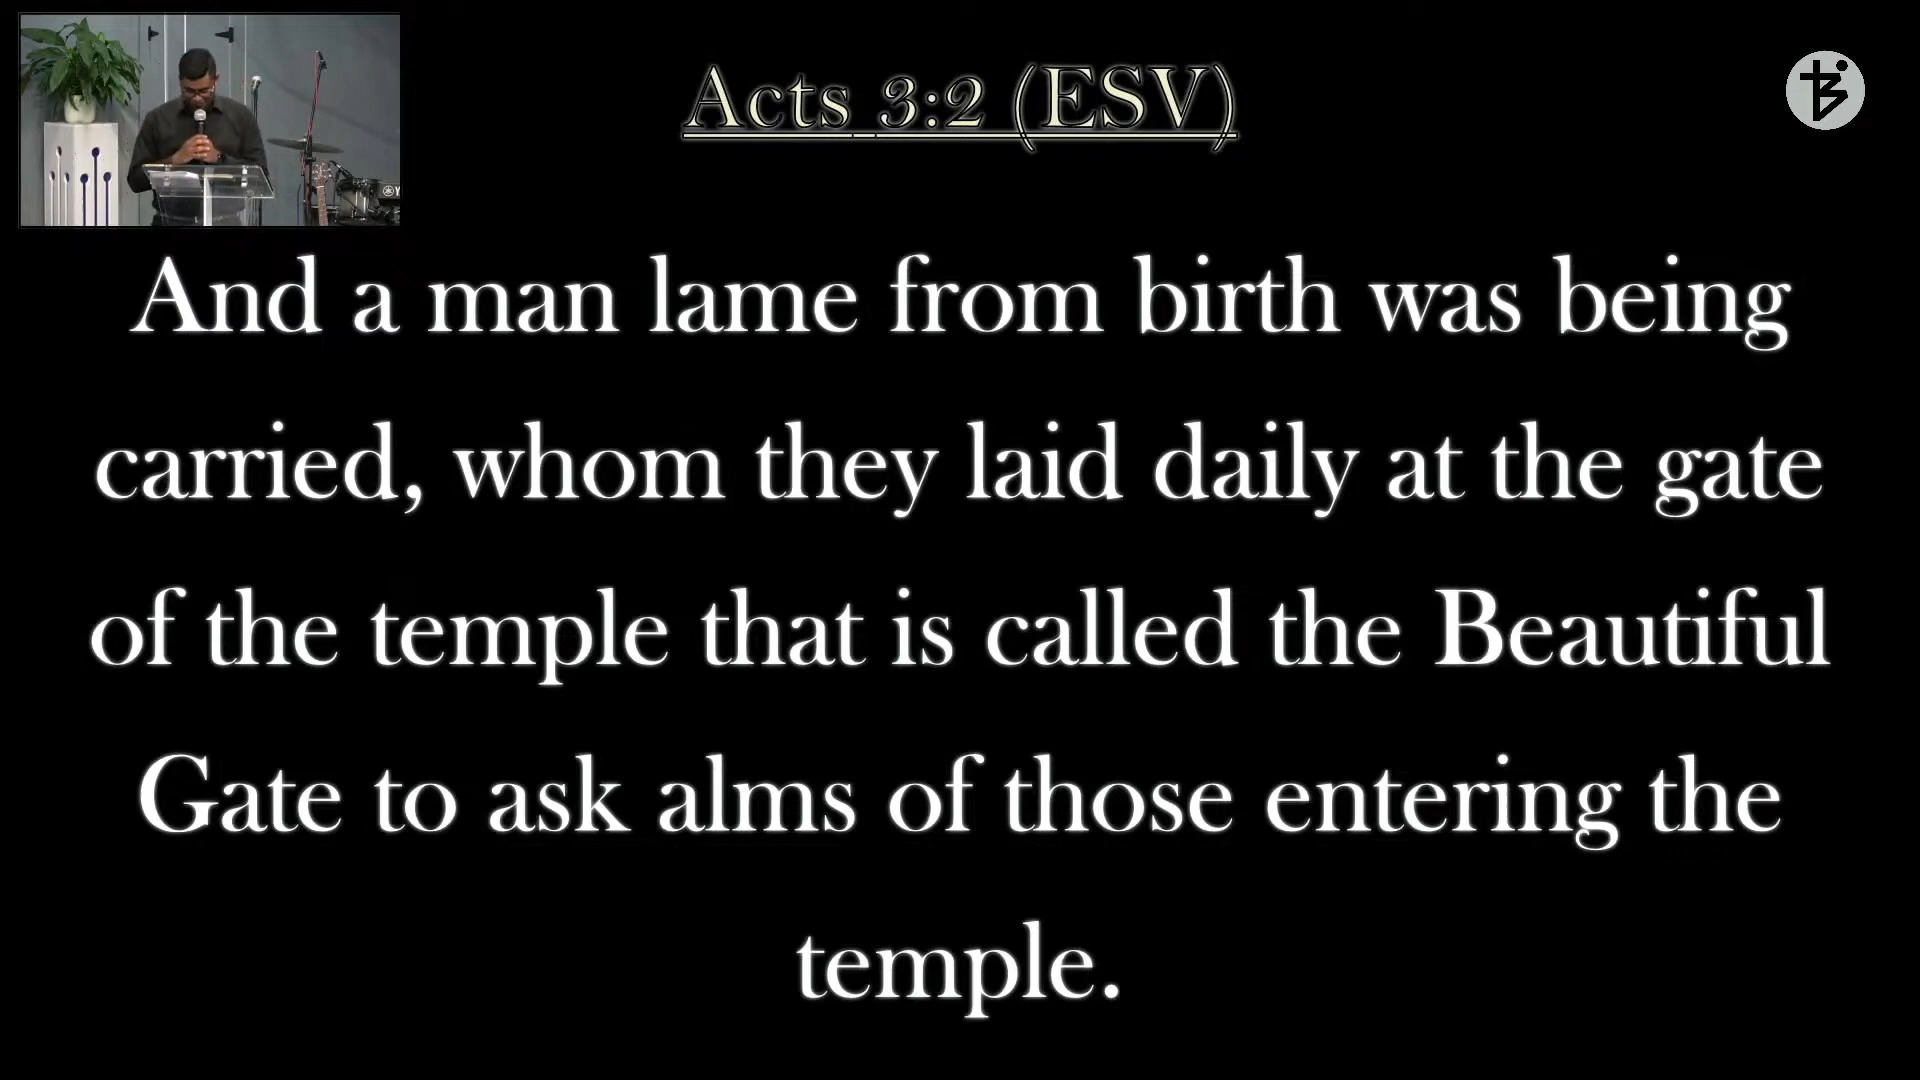 Acts 3:2 (ESV)
And a man lame from birth was being
carried, whom they laid daily at the gate
of the temple that is called the Beautiful
Gate to ask alms of those entering the
temple.